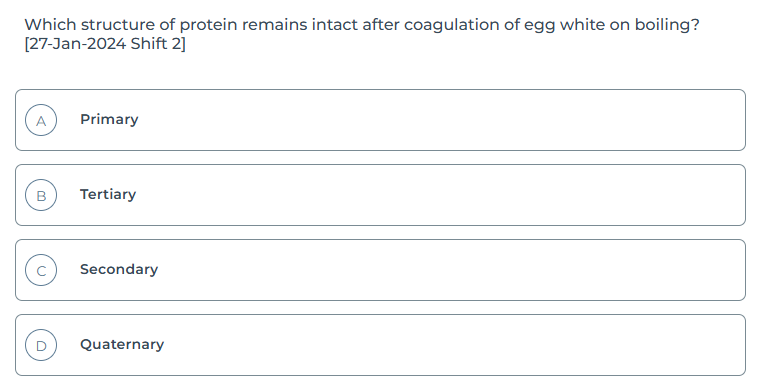 Which structure of protein remains intact after coagulation of egg white on boiling?
[27-Jan-2024 Shift 2]
A Primary
B Tertiary
C Secondary
D Quaternary